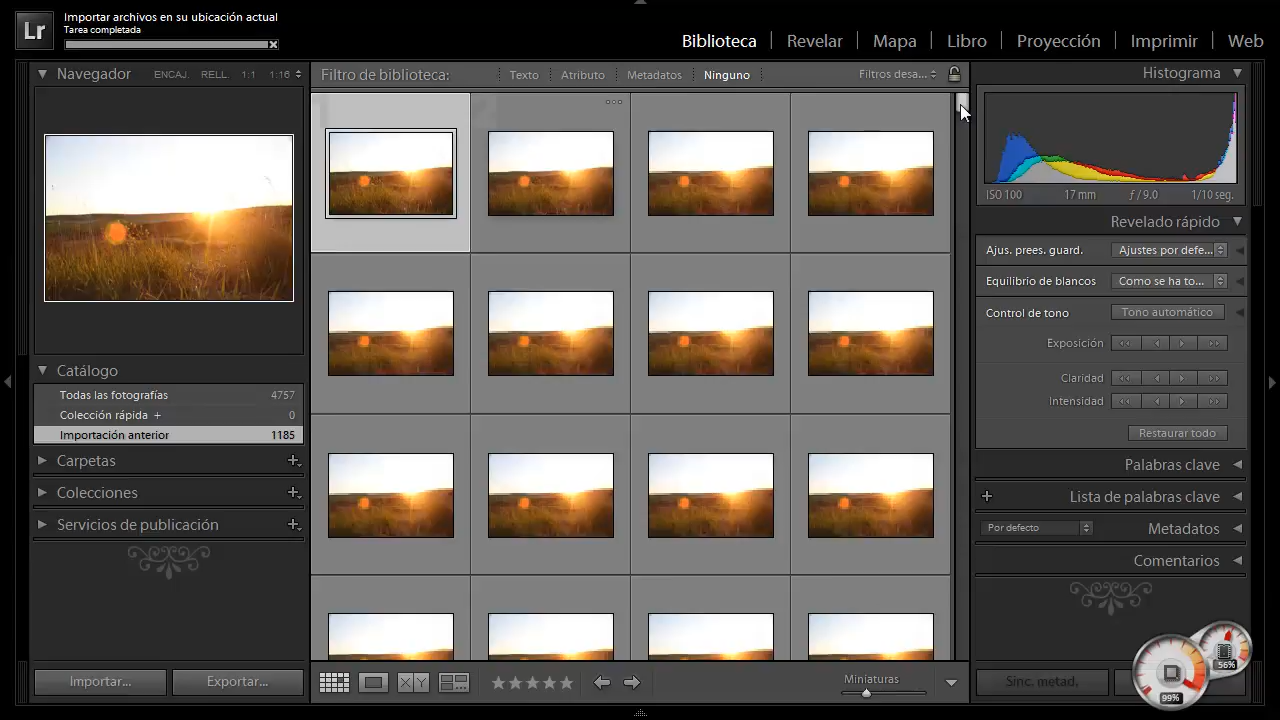 Lr
Importar archivos en su ubicación actual
Tarea completada
Biblioteca
Revelar
Mapa
Libro
Proyección
Imprimir
Web
Navegador
ENCAJ.
RELL.
1:1
1:16
Filtro de biblioteca:
Texto
Atributo
Metadatos
Ninguno
Filtros desa...
Histograma
ISO 100
17 mm
ƒ / 9.0
1/10 seg.
Revelado rápido
Ajus. prees. guard.
Ajustes por defe...
Equilibrio de blancos
Como se ha to...
Control de tono
Tono automático
Exposición
Claridad
Intensidad
Restaurar todo
Catálogo
Todas las fotografías 4757
Colección rápida + 0
Importación anterior 1185
Carpetas
Colecciones
Servicios de publicación
Palabras clave
Lista de palabras clave
Por defecto
Metadatos
Comentarios
Importar...
Exportar...
XY
Miniaturas
Sinc. metad.
99%
56%